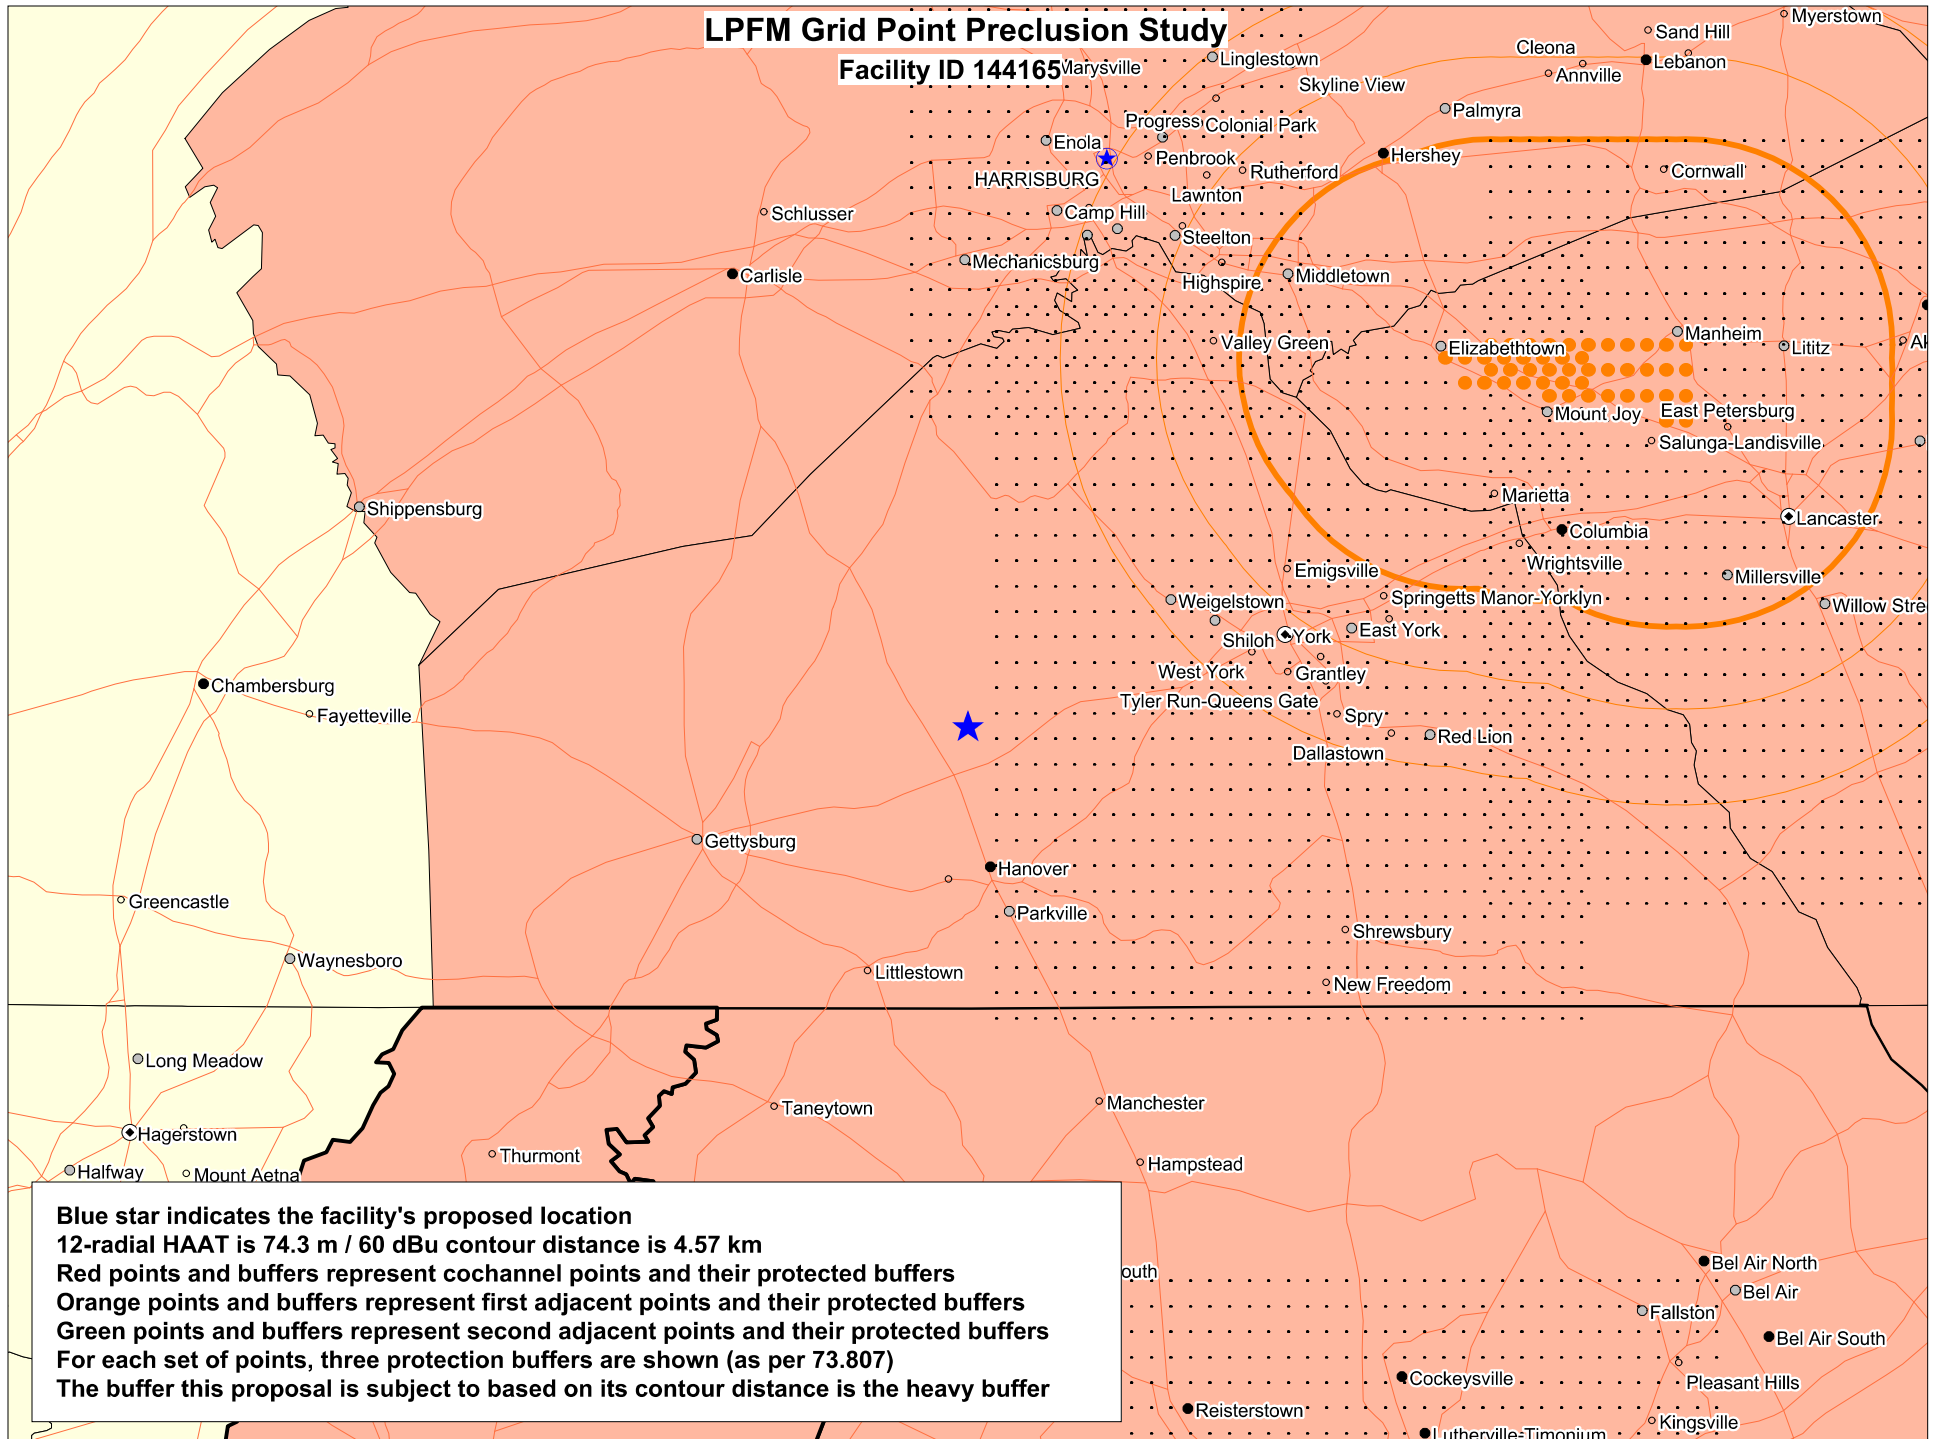 LPFM Grid Point Preclusion Study
Facility ID 144165
Myerstown
Sand Hill
Cleona
Linglestown
Marysville
Lebanon
Annville
Skyline View
Palmyra
Progress
Colonial Park
Enola
Penbrook
Hershey
Rutherford
Cornwall
HARRISBURG
Lawnton
Schlusser
Camp Hill
Steelton
Mechanicsburg
Carlisle
Highspire
Middletown
Valley Green
Elizabethtown
Manheim
Lititz
Mount Joy
East Petersburg
Salunga-Landisville
Marietta
Shippensburg
Lancaster
Columbia
Wrightsville
Emigsville
Millersville
Weigelstown
Springetts Manor-Yorklyn
Willow Stre
Shiloh
York
East York
West York
Grantley
Chambersburg
Fayetteville
Tyler Run-Queens Gate
Spry
Red Lion
Dallastown
Gettysburg
Hanover
Greencastle
Parkville
Shrewsbury
Waynesboro
Littlestown
New Freedom
Long Meadow
Taneytown
Manchester
Hagerstown
Thurmont
Hampstead
Halfway
Mount Aetna
Blue star indicates the facility's proposed location
12-radial HAAT is 74.3 m / 60 dBu contour distance is 4.57 km
Red points and buffers represent cochannel points and their protected buffers
Orange points and buffers represent first adjacent points and their protected buffers
Green points and buffers represent second adjacent points and their protected buffers
For each set of points, three protection buffers are shown (as per 73.807)
The buffer this proposal is subject to based on its contour distance is the heavy buffer
outh
Bel Air North
Bel Air
Fallston
Bel Air South
Cockeysville
Pleasant Hills
Reisterstown
Kingsville
Lutherville-Timonium